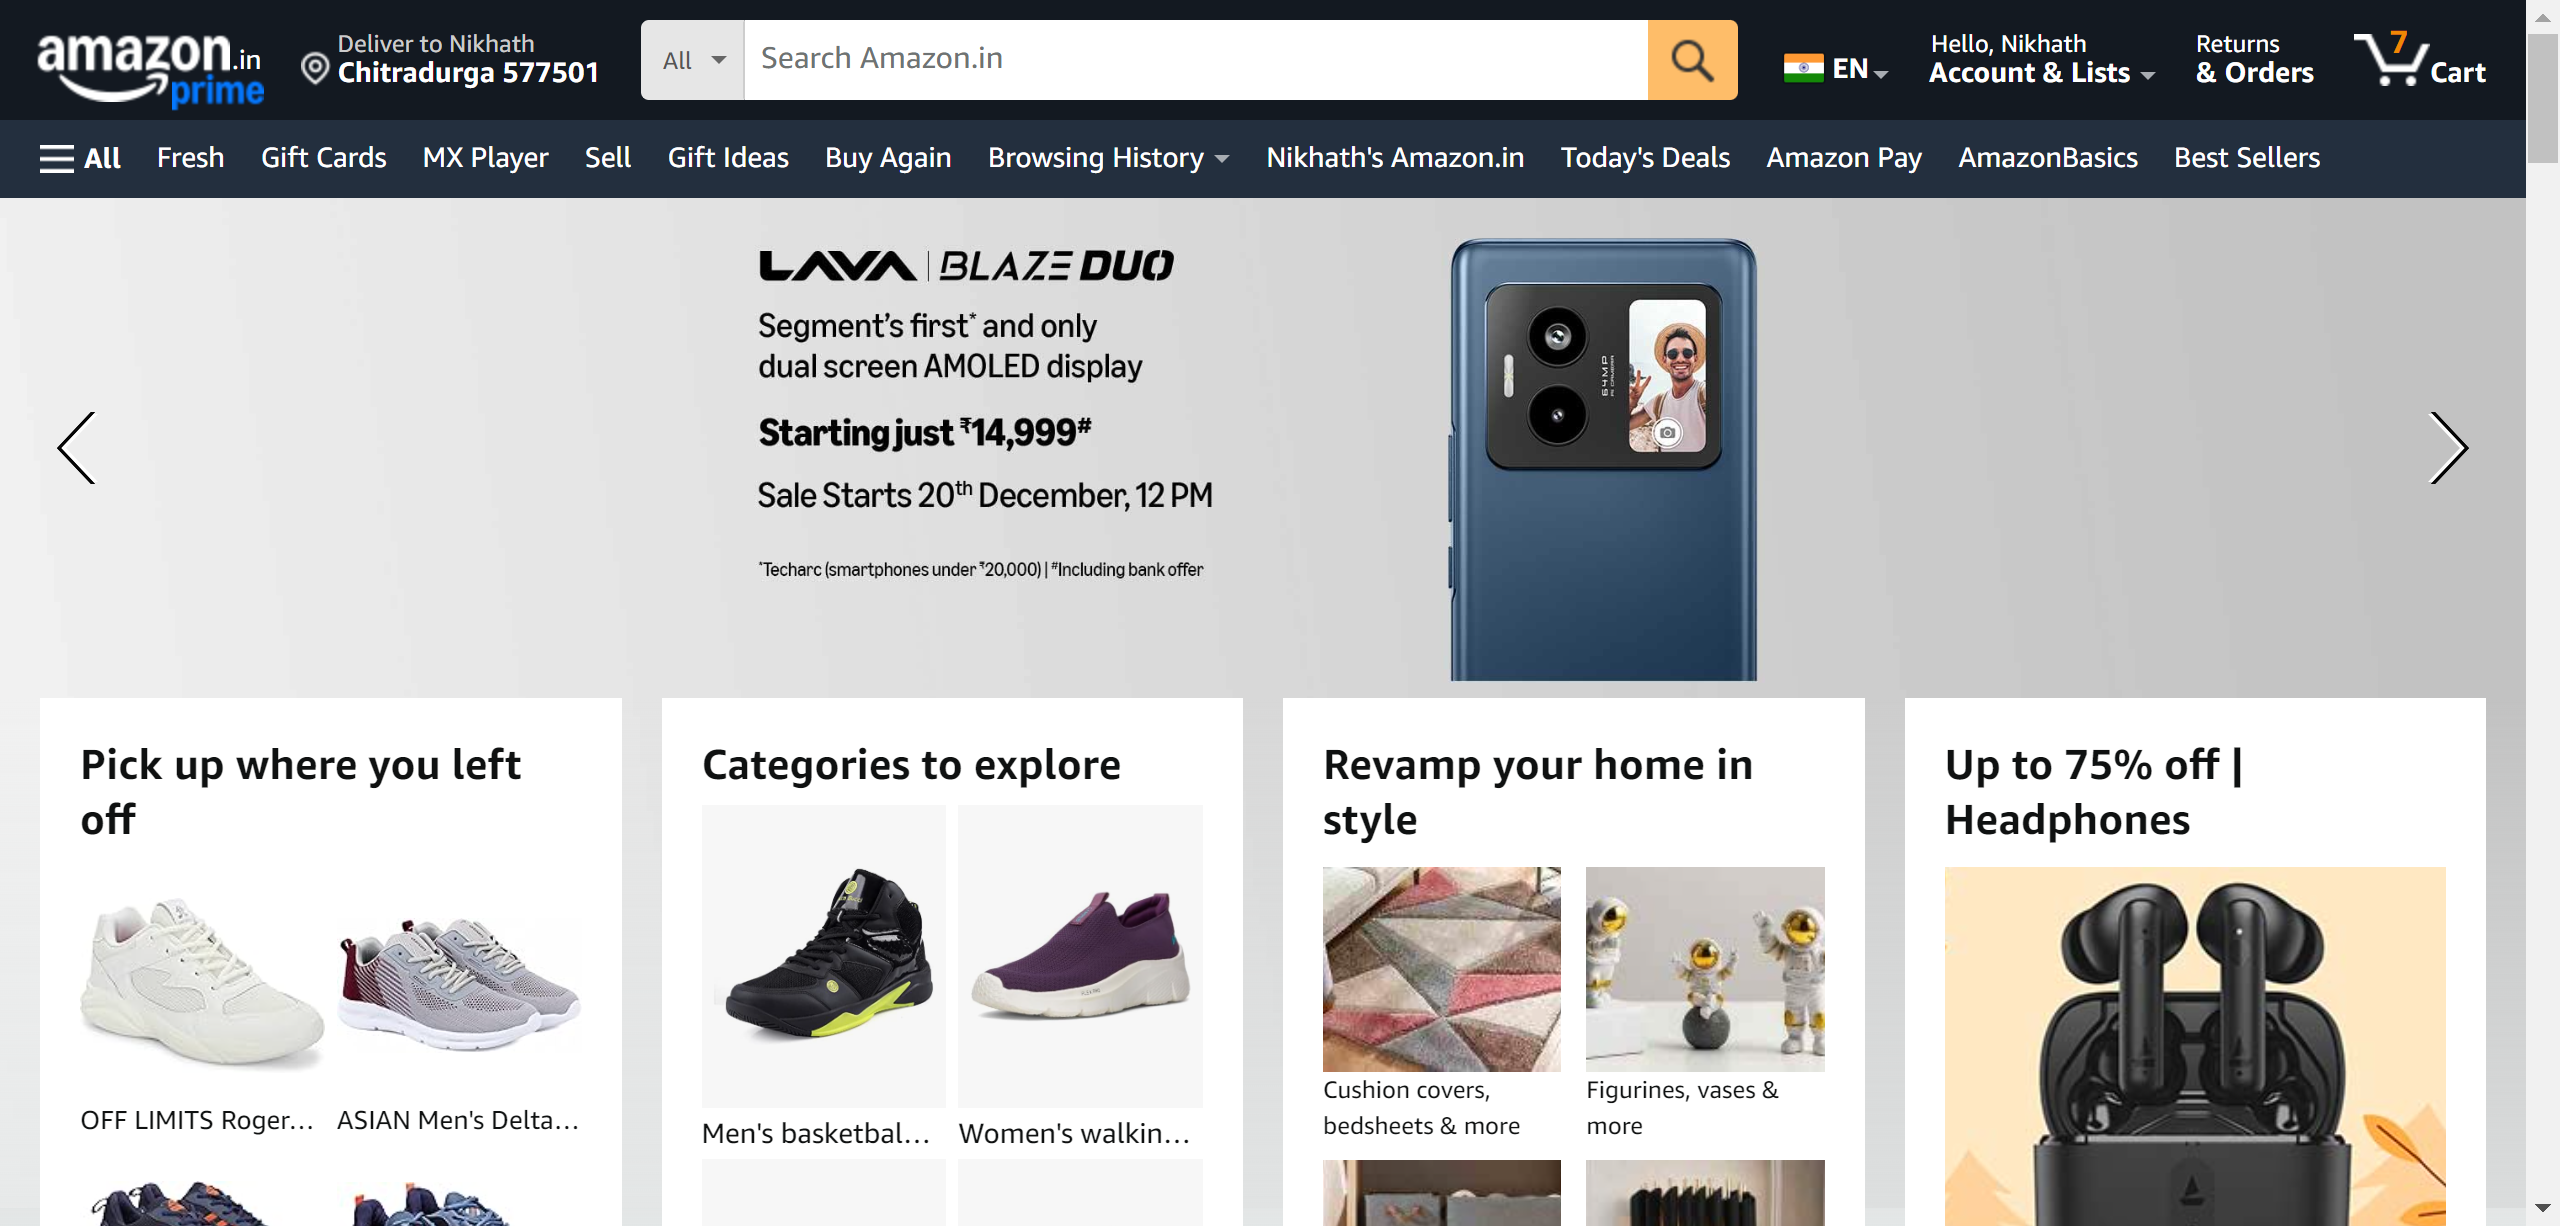 amazon.in
prime
Deliver to Nikhath
Chitradurga 577501
All
Search Amazon.in
EN
Hello, Nikhath
Account & Lists
Returns
& Orders
7
Cart
All
Fresh
Gift Cards
MX Player
Sell
Gift Ideas
Buy Again
Browsing History
Nikhath's Amazon.in
Today's Deals
Amazon Pay
AmazonBasics
Best Sellers
LAVA | BLAZE DUO
Segment's first* and only
dual screen AMOLED display
Starting just ₹14,999#
Sale Starts 20th December, 12 PM
*Techarc (smartphones under ₹20,000) | #Including bank offer
64MP
AI CAMERA
Pick up where you left
off
OFF LIMITS Roger...
ASIAN Men's Delta...
Categories to explore
Men's basketbal...
Women's walkin...
Revamp your home in
style
Cushion covers,
bedsheets & more
Figurines, vases &
more
Up to 75% off |
Headphones